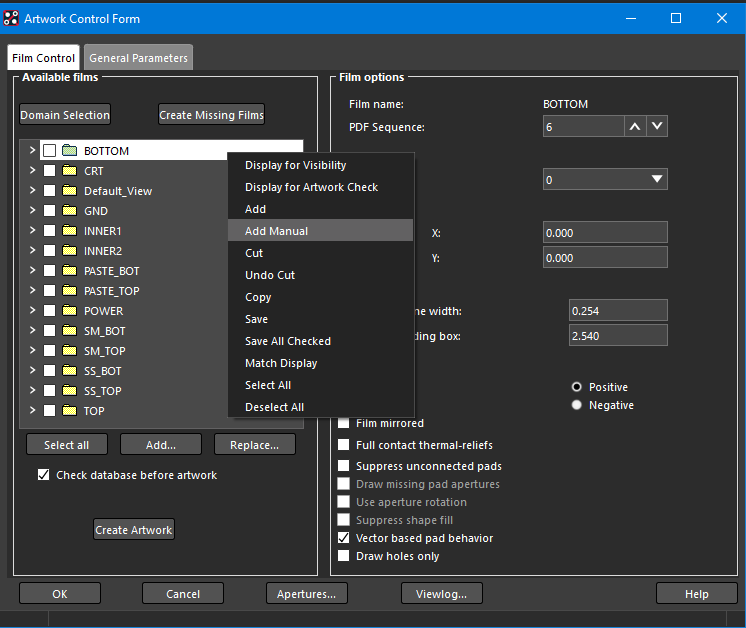 Artwork Control Form
Film Control
General Parameters
Available films
Domain Selection
Create Missing Films
BOTTOM
CRT
Default_View
GND
INNER1
INNER2
PASTE_BOT
PASTE_TOP
POWER
SM_BOT
SM_TOP
SS_BOT
SS_TOP
TOP
Display for Visibility
Display for Artwork Check
Add
Add Manual
Cut
Undo Cut
Copy
Save
Save All Checked
Match Display
Select All
Deselect All
Select all
Add...
Replace...
Check database before artwork
Create Artwork
Film options
Film name:
BOTTOM
PDF Sequence:
6
0
X:
0.000
Y:
0.000
width:
0.254
box:
2.540
Positive
Negative
Film mirrored
Full contact thermal-reliefs
Suppress unconnected pads
Draw missing pad apertures
Use aperture rotation
Suppress shape fill
Vector based pad behavior
Draw holes only
OK
Cancel
Apertures...
Viewlog...
Help